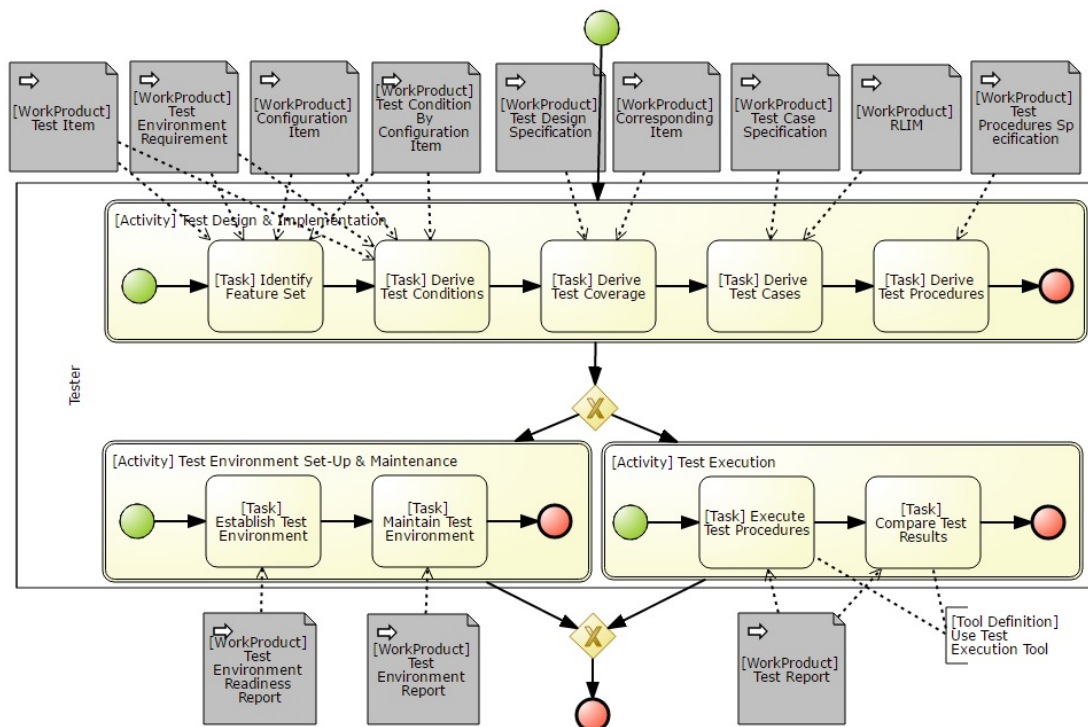 [WorkProduct]
Test Item
[WorkProduct]
Test
Environment
Requirement
[WorkProduct]
Configuration
Item
[WorkProduct]
Test Condition
By
Configuration
Item
[WorkProduct]
Test Design
Specification
[WorkProduct]
Corresponding
Item
[WorkProduct]
Test Case
Specification
[WorkProduct]
RLIM
[WorkProduct]
Test
Procedures Sp
ecification
Tester
[Activity] Test Design & Implementation
[Task] Identify
Feature Set
[Task] Derive
Test Conditions
[Task] Derive
Test Coverage
[Task] Derive
Test Cases
[Task] Derive
Test Procedures
X
[Activity] Test Environment Set-Up & Maintenance
[Task]
Establish Test
Environment
[Task]
Maintain Test
Environment
[Activity] Test Execution
[Task] Execute
Test Procedures
[Task]
Compare Test
Results
X
[WorkProduct]
Test
Environment
Readiness
Report
[WorkProduct]
Test
Environment
Report
[WorkProduct]
Test Report
[Tool Definition]
Use Test
Execution Tool